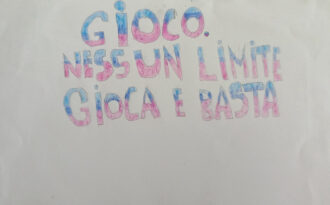 GIOCO.
NESSUN LIMITE
GIOCA E BASTA